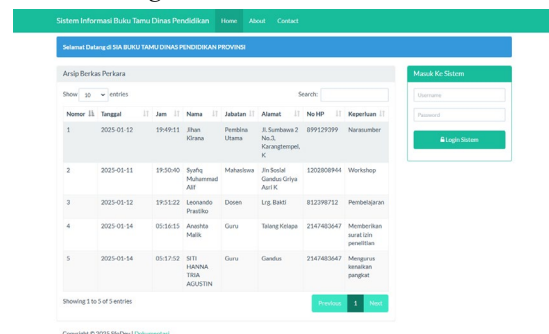 Sistem Informasi Buku Tamu Dinas Pendidikan Home About Contact
Selamat Datang di SIA BUKU TAMU DINAS PENDIDIKAN PROVINSI
Arsip Berkas Perkara
Show 10 entries Search:
Nomor Tanggal Jam Nama Jabatan Alamat No HP Keperluan
1 2025-01-12 19:49:11 Jihan Pembina Jl. Sumbawa 2 899129399 Narasumber
Kirana Utama No.3,
Karangtempel,
K
2 2025-01-11 19:50:40 Syafiq Mahasiswa Jln Sosial 1202808944 Workshop
Muhammad Gandus Griya
Alif Asri K
3 2025-01-12 19:51:22 Leonando Dosen Lrg. Bakti 812398712 Pembelajaran
Prastiko
4 2025-01-14 05:16:15 Anashta Guru Talang Kelapa 2147483647 Memberikan
Malik surat izin
penelitian
5 2025-01-14 05:17:52 SITI Guru Gandus 2147483647 Mengurus
HANNA kenaikan
TRIA pangkat
AGUSTIN
Showing 1 to 5 of 5 entries Previous 1 Next
Masuk Ke Sistem
Username
Password
Login Sistem
Copyright © 2025